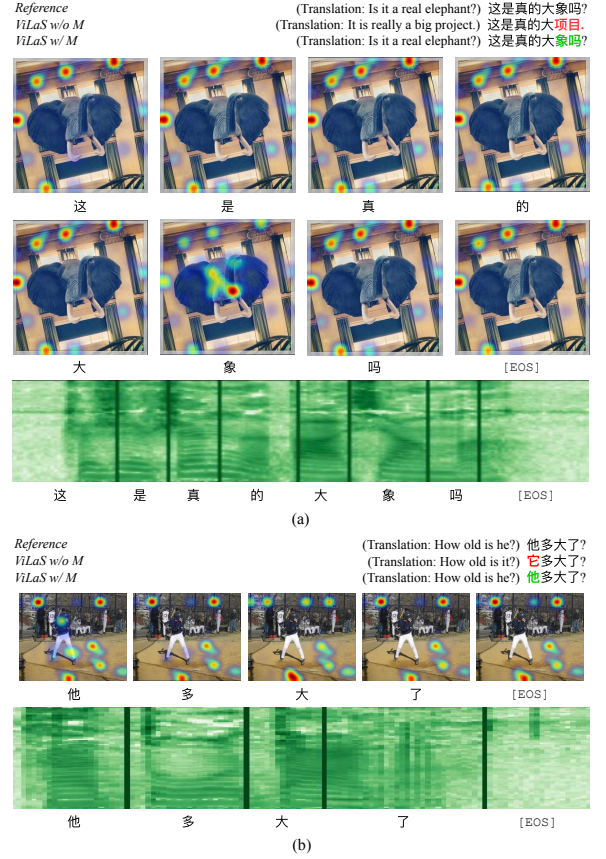 Reference (Translation: Is it a real elephant?) 这是真的大象吗?
ViLaS w/o M (Translation: It is really a big project.) 这是真的大项目.
ViLaS w/ M (Translation: Is it a real elephant?) 这是真的大象吗?
这 是 真 的
大 象 吗 [EOS]
这 是 真 的 大 象 吗 [EOS]
(a)
Reference (Translation: How old is he?) 他多大了?
ViLaS w/o M (Translation: How old is it?) 它多大了?
ViLaS w/ M (Translation: How old is he?) 他多大了?
他 多 大 了 [EOS]
他 多 大 了 [EOS]
(b)